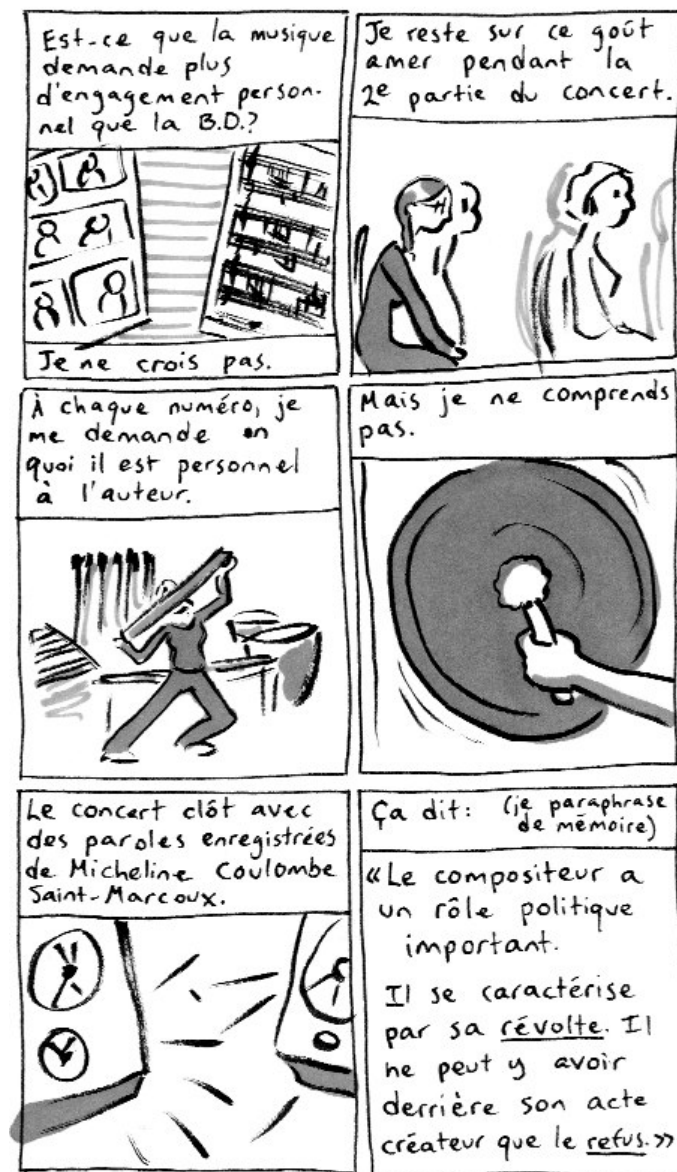 Est-ce que la musique
demande plus
d'engagement person-
nel que la B.D.?
Je ne crois pas.
Je reste sur ce goût
amer pendant la
2e partie du concert.
À chaque numéro, je
me demande en
quoi il est personnel
à l'auteur.
Mais je ne comprends
pas.
Le concert clôt avec
des paroles enregistrées
de Micheline Coulombe
Saint-Marcoux.
Ça dit: (je paraphrase
de mémoire)
«Le compositeur a
un rôle politique
important.
Il se caractérise
par sa révolte. Il
ne peut y avoir
derrière son acte
créateur que le refus.»